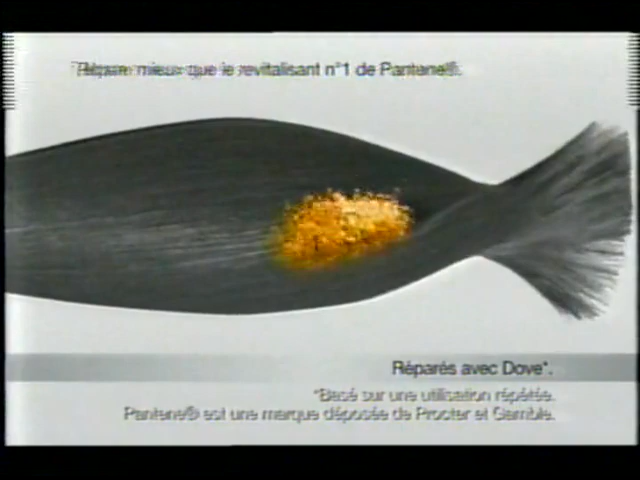 Répare mieux que le revitalisant n°1 de Pantene®.
Réparés avec Dove*.
*Basé sur une utilisation répétée.
Pantene® est une marque déposée de Procter et Gamble.